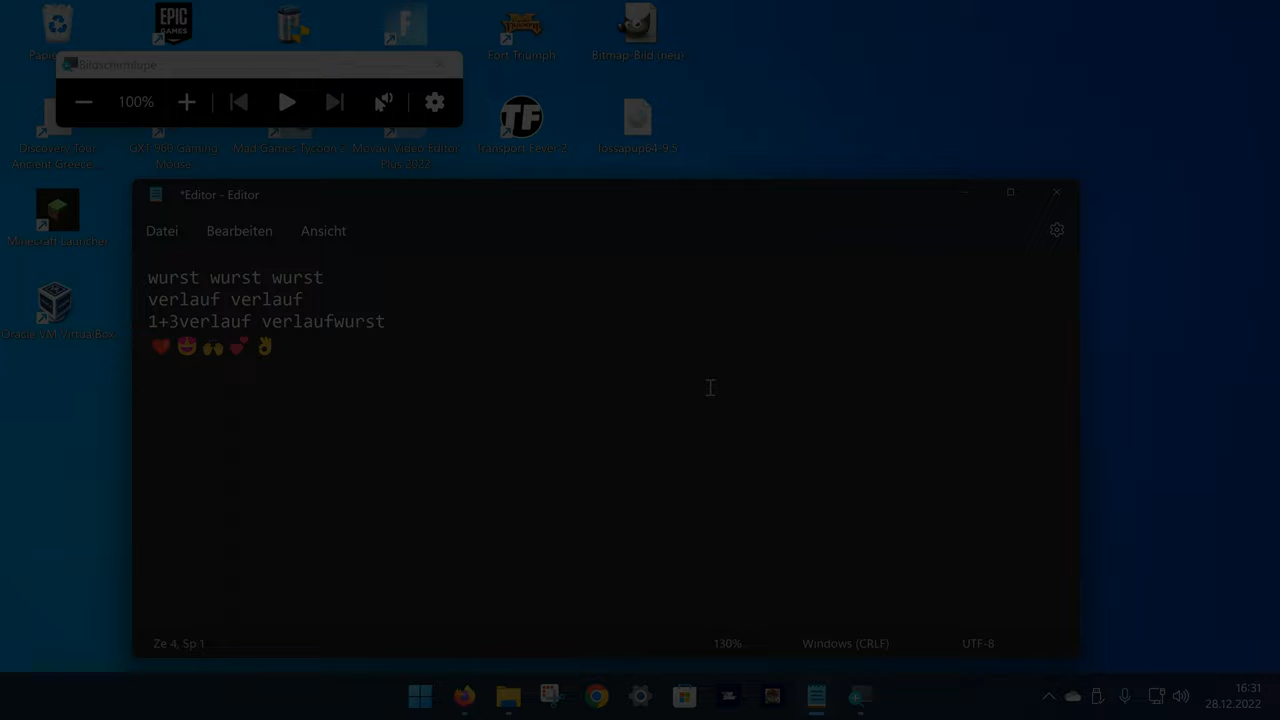 EPIC
GAMES
F
Fort Triumph
Bitmap-Bild (neu)
Bildschirmlupe
100%
Discovery Tour
Ancient Greece...
GXT 960 Gaming
Mouse
Mad Games Tycoon 2
Movavi Video Editor
Plus 2022
TF
Transport Fever 2
fossapup64-9.5
Minecraft Launcher
Oracle VM VirtualBox
*Editor - Editor
Datei Bearbeiten Ansicht
wurst wurst wurst
verlauf verlauf
1+3verlauf verlaufwurst
❤️😍🙌💕👌
Ze 4, Sp 1 130% Windows (CRLF) UTF-8
16:31
28.12.2022